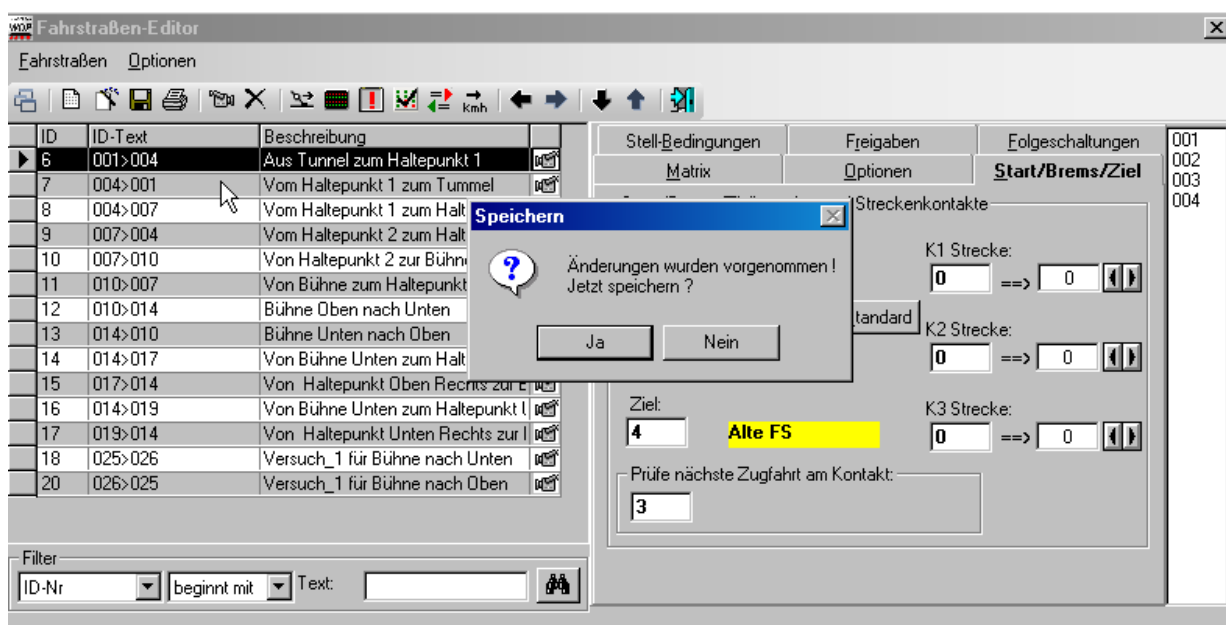 WDP Fahrstraßen-Editor
Fahrstraßen Optionen
Kmh
ID ID-Text Beschreibung
6 001>004 Aus Tunnel zum Haltepunkt 1
7 004>001 Vom Haltepunkt 1 zum Tummel
8 004>007 Vom Haltepunkt 1 zum Halt
9 007>004 Vom Haltepunkt 2 zum Halt
10 007>010 Von Haltepunkt 2 zur Bühn
11 010>007 Von Bühne zum Haltepunkt
12 010>014 Bühne Oben nach Unten
13 014>010 Bühne Unten nach Oben
14 014>017 Von Bühne Unten zum Halt
15 017>014 Von Haltepunkt Oben Rechts zur
16 014>019 Von Bühne Unten zum Haltepunkt
17 019>014 Von Haltepunkt Unten Rechts zur
18 025>026 Versuch_1 für Bühne nach Unten
20 026>025 Versuch_1 für Bühne nach Oben
Filter
ID-Nr beginnt mit Text:
Speichern
Änderungen wurden vorgenommen !
Jetzt speichern ?
Ja Nein
Stell-Bedingungen Freigaben Folgeschaltungen
Matrix Optionen Start/Brems/Ziel
Streckenkontakte
K1 Strecke:
0 ==> 0
tandard
K2 Strecke:
0 ==> 0
Ziel:
4 Alte FS
K3 Strecke:
0 ==> 0
Prüfe nächste Zugfahrt am Kontakt:
3
001
002
003
004